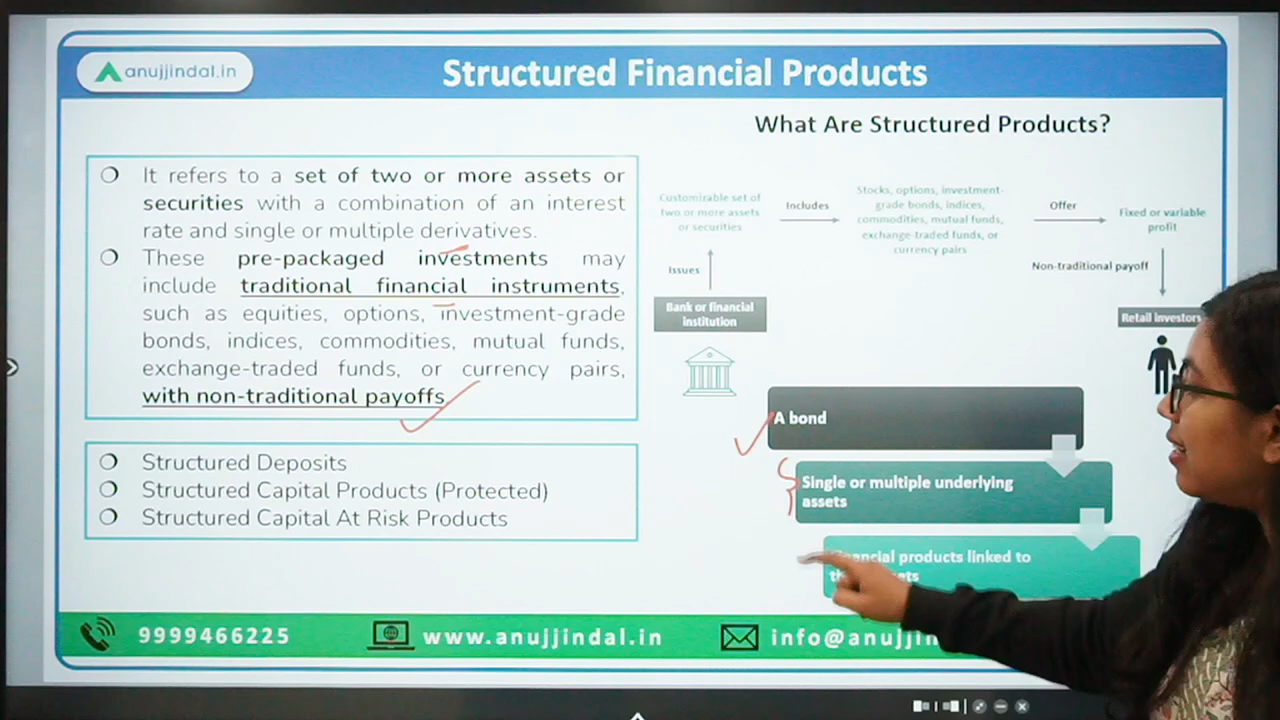 anujjindal.in
Structured Financial Products
What Are Structured Products?
❍ It refers to a set of two or more assets or
securities with a combination of an interest
rate and single or multiple derivatives.
❍ These pre-packaged investments may
include traditional financial instruments,
such as equities, options, investment-grade
bonds, indices, commodities, mutual funds,
exchange-traded funds, or currency pairs,
with non-traditional payoffs
❍ Structured Deposits
❍ Structured Capital Products (Protected)
❍ Structured Capital At Risk Products
Customizable set of
two or more assets
or securities
Includes
Stocks, options, investment-
grade bonds, indices,
commodities, mutual funds,
exchange-traded funds, or
currency pairs
Offer
Fixed or variable
profit
Issues
Non-traditional payoff
Bank or financial
institution
Retail investors
A bond
Single or multiple underlying
assets
products linked to
9999466225
www.anujjindal.in